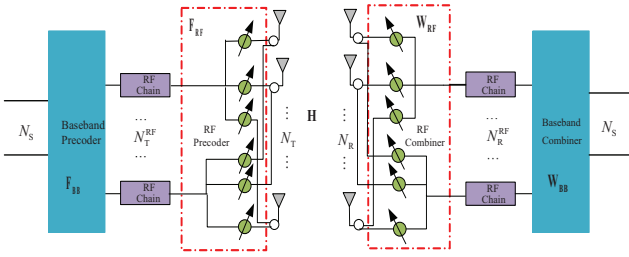 N_S
Baseband
Precoder
F_BB
RF
Chain
...
N_T^RF
...
RF
Chain
F_RF
RF
Precoder
⋮
N_T
⋮
H
⋮
N_R
⋮
W_RF
RF
Combiner
RF
Chain
...
N_R^RF
...
RF
Chain
Baseband
Combiner
W_BB
N_S